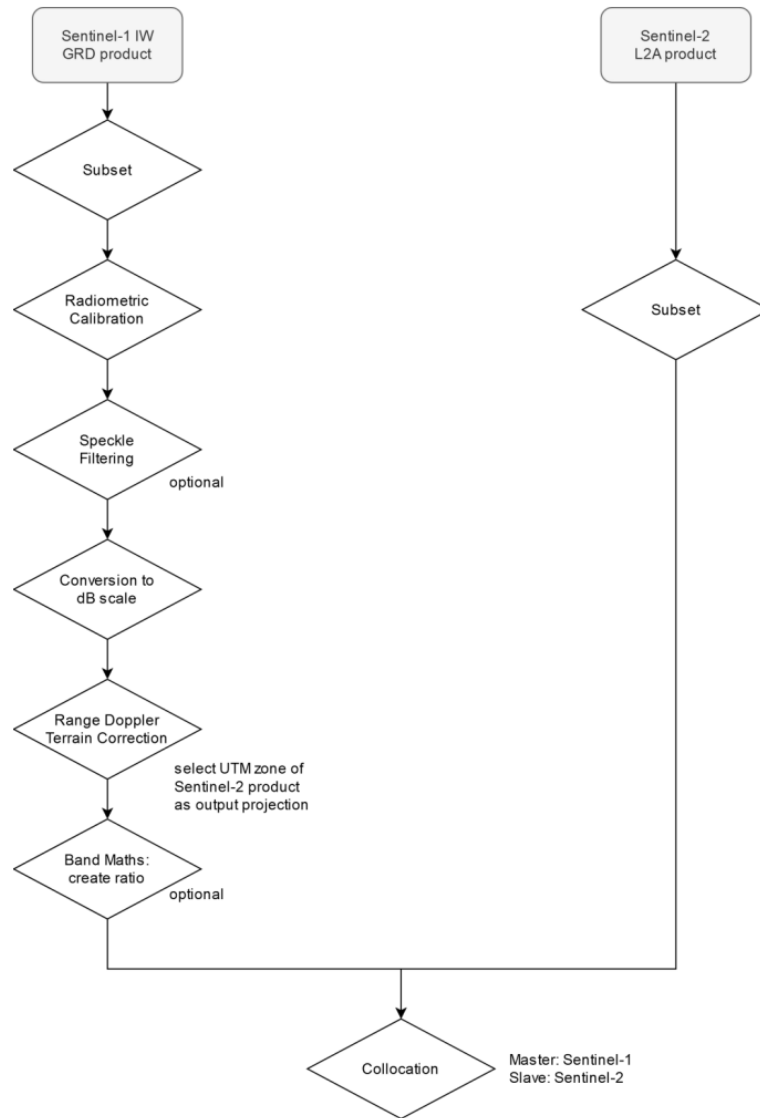 Sentinel-1 IW
GRD product
Sentinel-2
L2A product
Subset
Radiometric
Calibration
Subset
Speckle
Filtering
optional
Conversion to
dB scale
Range Doppler
Terrain Correction
select UTM zone of
Sentinel-2 product
as output projection
Band Maths:
create ratio
optional
Collocation
Master: Sentinel-1
Slave: Sentinel-2